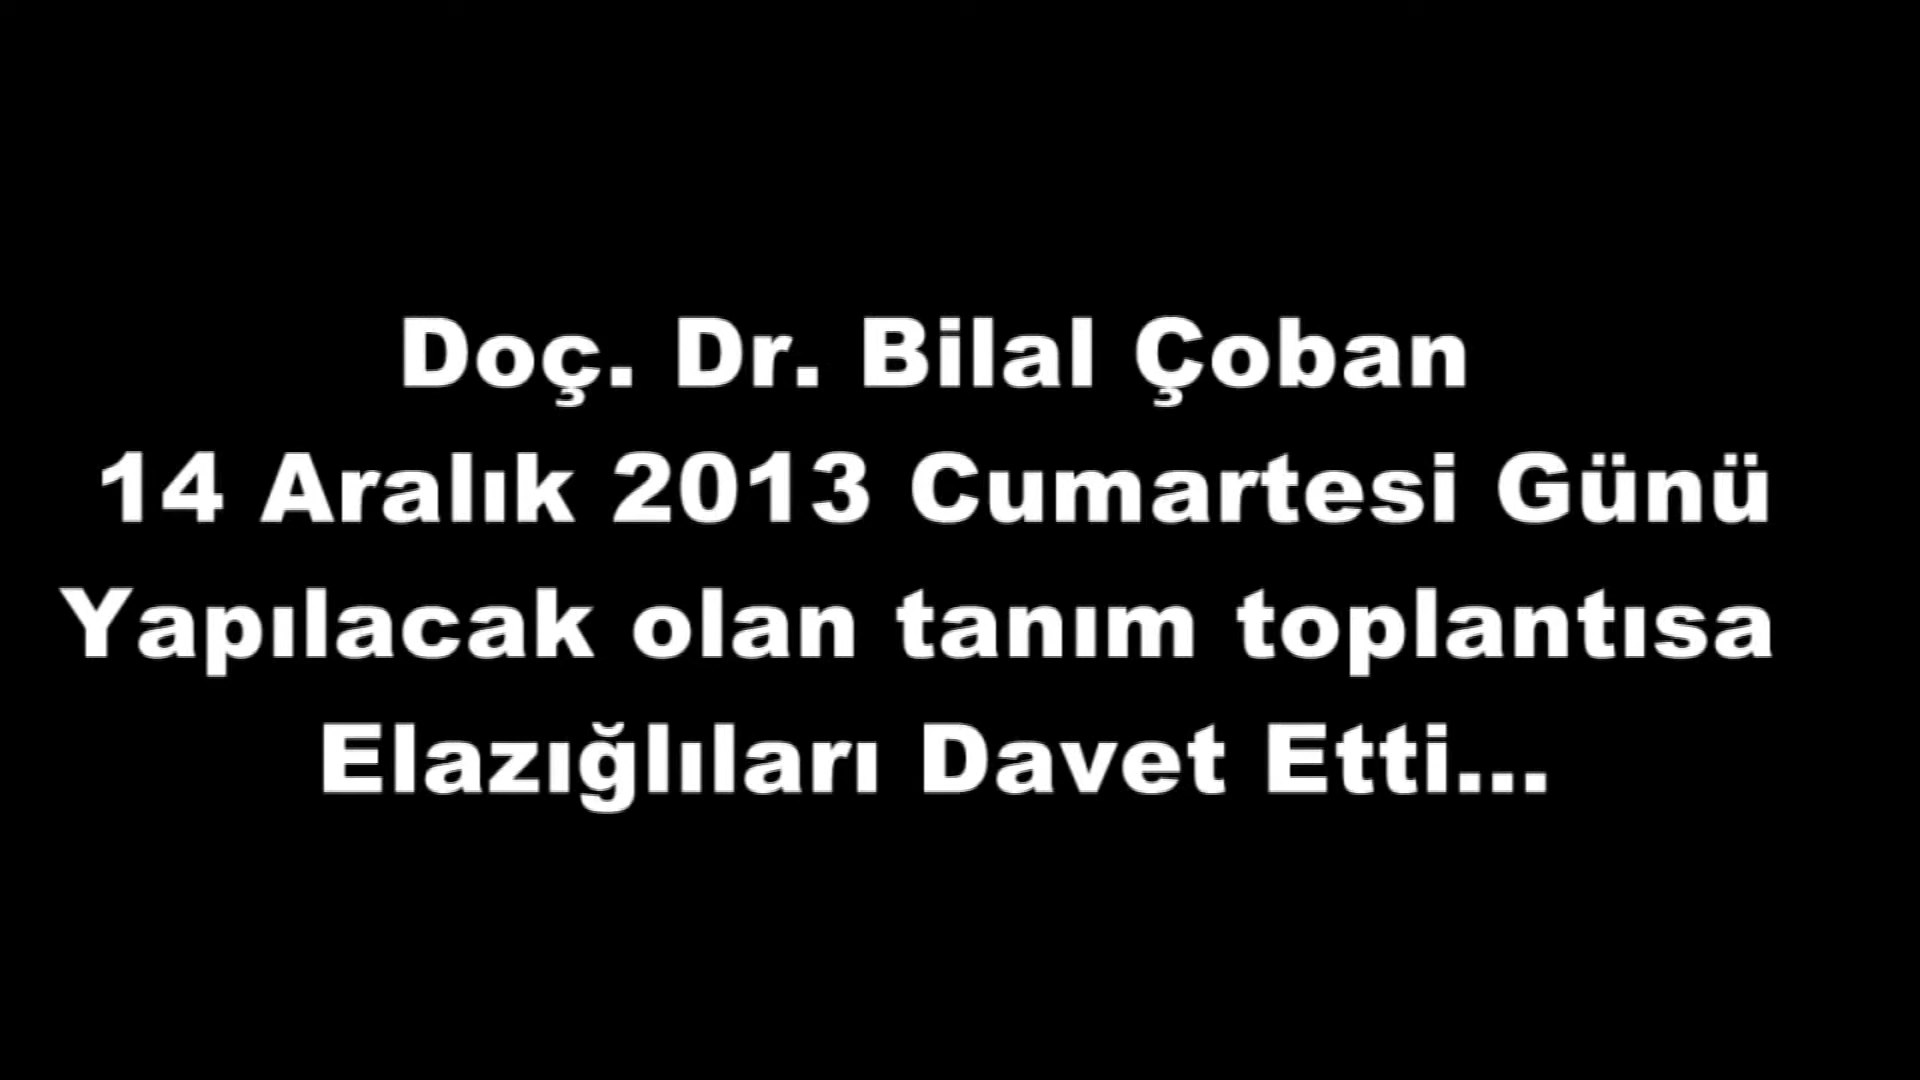 Doç. Dr. Bilal Çoban
14 Aralık 2013 Cumartesi Günü
Yapılacak olan tanım toplantısa
Elazığlıları Davet Etti...